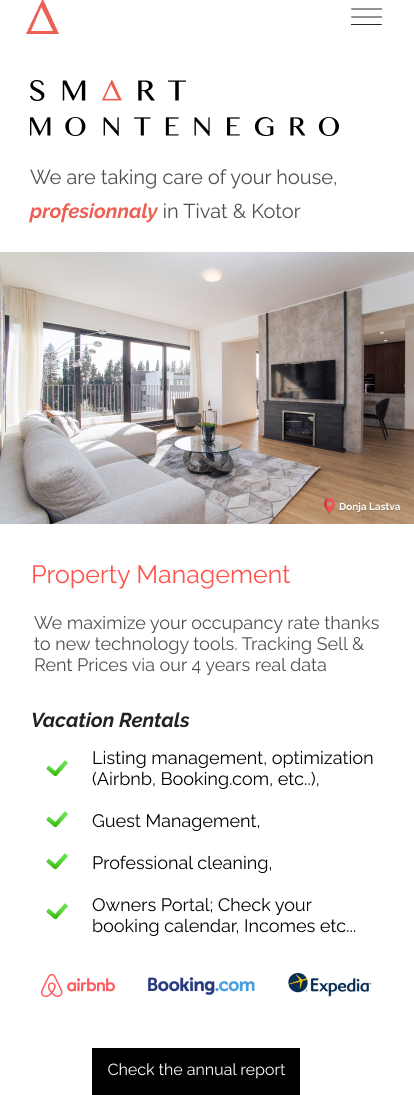 SMΔRT
MONTENEGRO
We are taking care of your house,
profesionnaly in Tivat & Kotor
Donja Lastva
Property Management
We maximize your occupancy rate thanks
to new technology tools. Tracking Sell &
Rent Prices via our 4 years real data
Vacation Rentals
Listing management, optimization
(Airbnb, Booking.com, etc..),
Guest Management,
Professional cleaning,
Owners Portal; Check your
booking calendar, Incomes etc...
airbnb Booking.com Expedia
Check the annual report